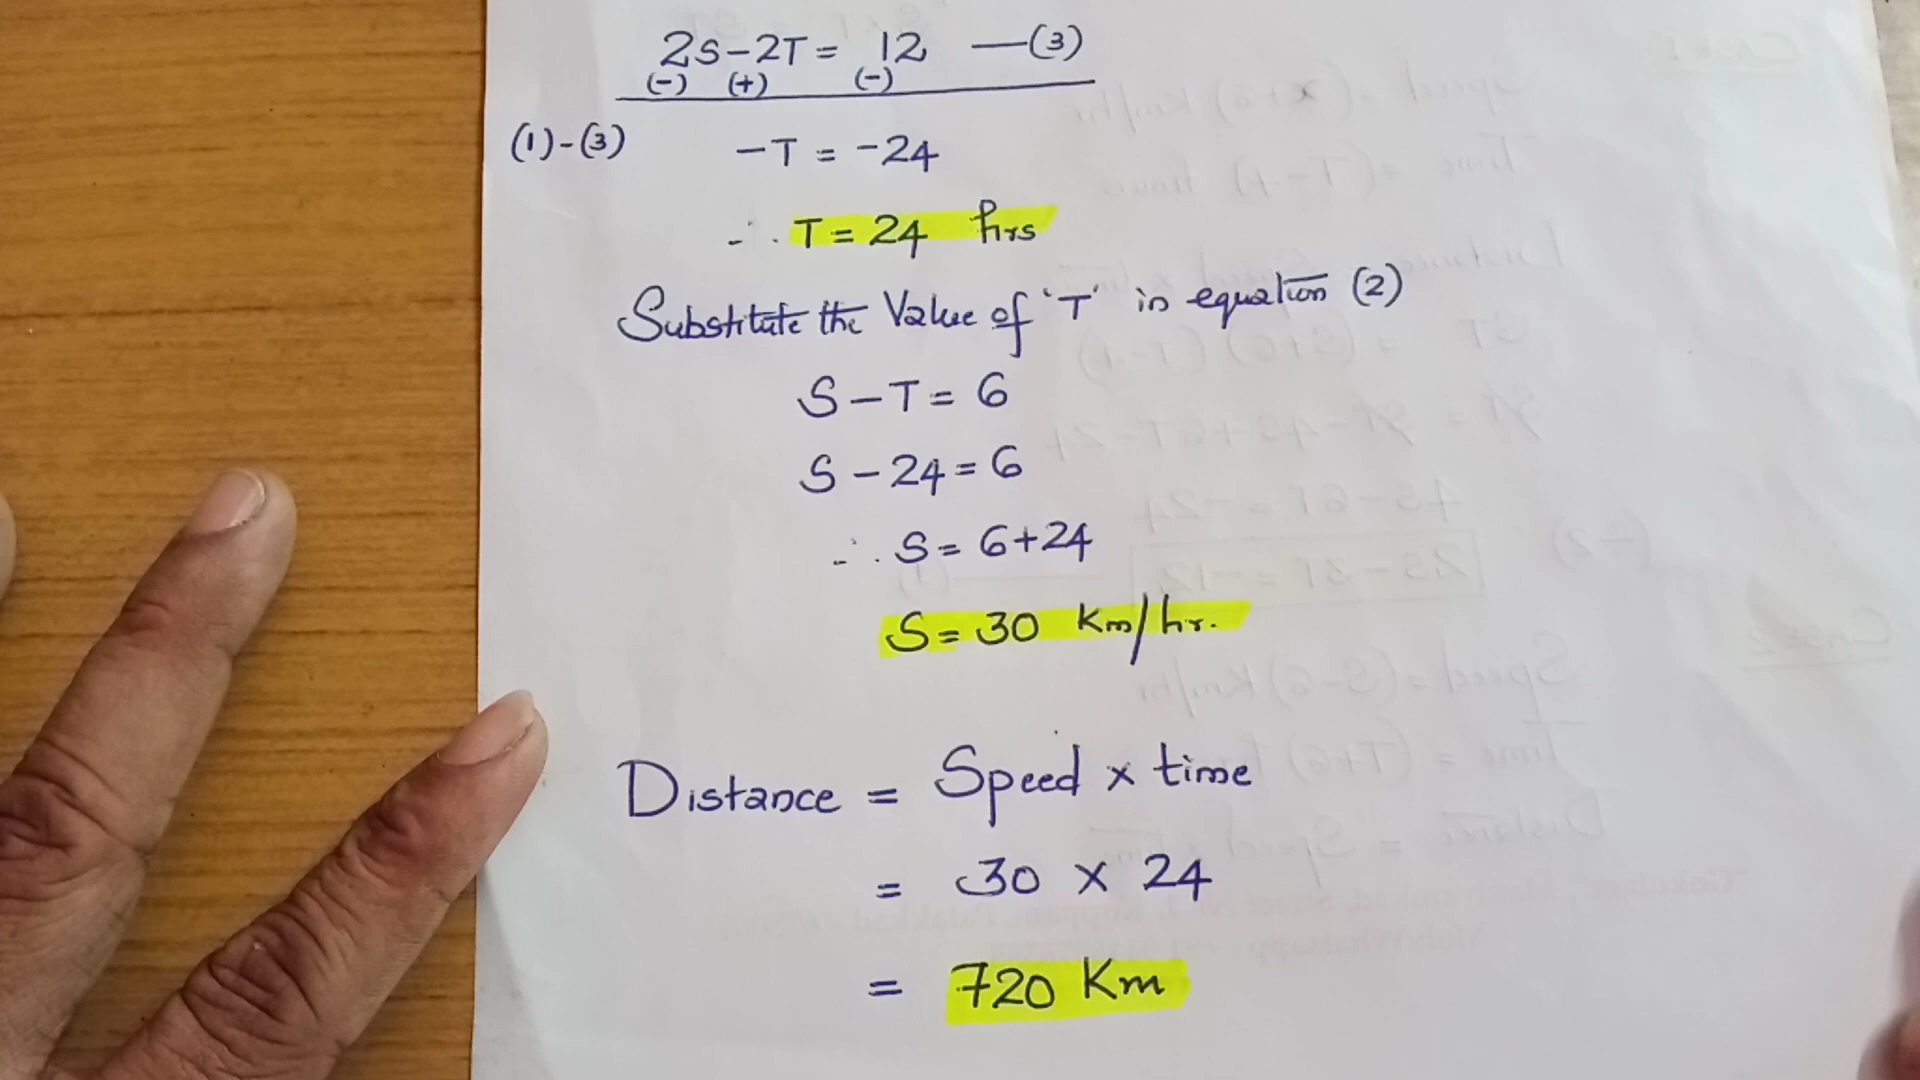 2S-2T = 12 —(3)
(-) (+) (-)
(1)-(3) -T = -24
∴ T = 24 hrs
Substitute the Value of 'T' in equation (2)
S-T = 6
S-24 = 6
∴ S = 6+24
S = 30 Km/hr.
Distance = Speed x time
= 30 x 24
= 720 Km